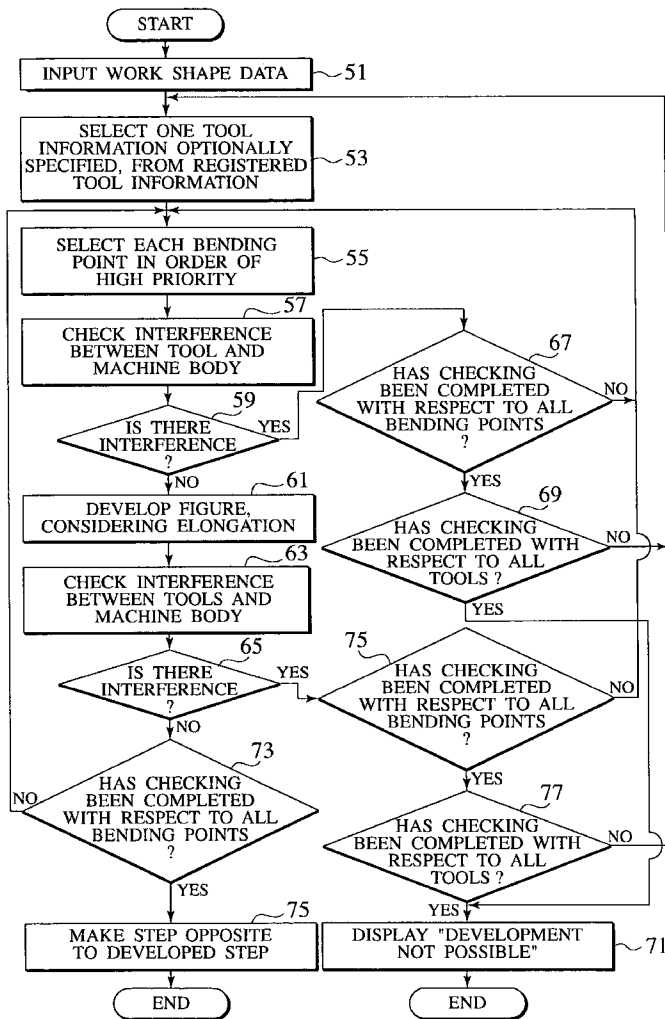 START
INPUT WORK SHAPE DATA
51
SELECT ONE TOOL
INFORMATION OPTIONALLY
SPECIFIED, FROM REGISTERED
TOOL INFORMATION
53
SELECT EACH BENDING
POINT IN ORDER OF
HIGH PRIORITY
55
57
CHECK INTERFERENCE
BETWEEN TOOL AND
MACHINE BODY
59
IS THERE
INTERFERENCE
?
YES
NO
61
DEVELOP FIGURE,
CONSIDERING ELONGATION
63
CHECK INTERFERENCE
BETWEEN TOOLS AND
MACHINE BODY
65
IS THERE
INTERFERENCE
?
YES
NO
73
HAS CHECKING
BEEN COMPLETED
WITH RESPECT TO ALL
BENDING POINTS
?
NO
YES
75
MAKE STEP OPPOSITE
TO DEVELOPED STEP
END
67
HAS CHECKING
BEEN COMPLETED
WITH RESPECT TO ALL
BENDING POINTS
?
NO
YES
69
HAS CHECKING
BEEN COMPLETED WITH
RESPECT TO ALL
TOOLS ?
NO
YES
75
HAS CHECKING
BEEN COMPLETED
WITH RESPECT TO ALL
BENDING POINTS
?
NO
YES
77
HAS CHECKING
BEEN COMPLETED WITH
RESPECT TO ALL
TOOLS ?
NO
YES
DISPLAY "DEVELOPMENT
NOT POSSIBLE"
71
END